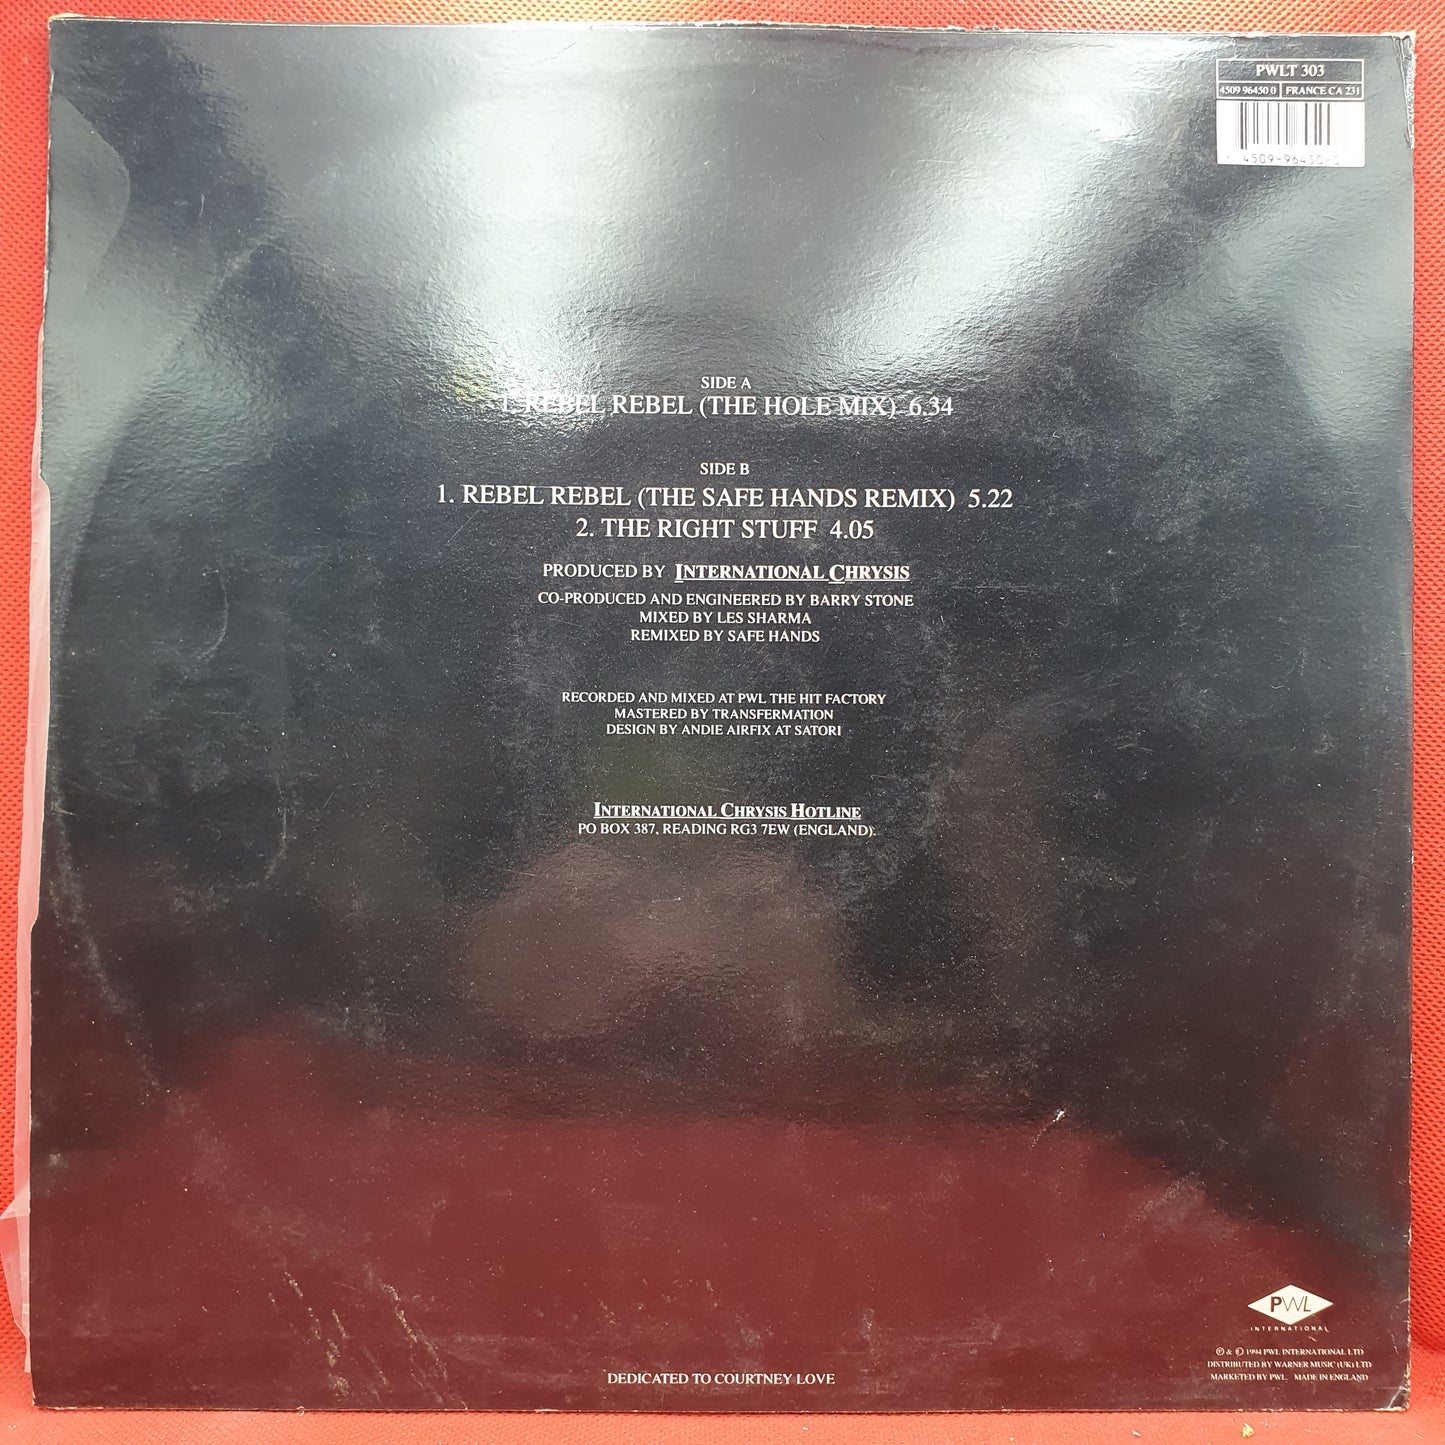 PWLT 303
4509 96450 0 FRANCE CA 231
4509-96450-0
SIDE A
1. REBEL REBEL (THE HOLE MIX) 6.34
SIDE B
1. REBEL REBEL (THE SAFE HANDS REMIX) 5.22
2. THE RIGHT STUFF 4.05
PRODUCED BY INTERNATIONAL CHRYSIS
CO-PRODUCED AND ENGINEERED BY BARRY STONE
MIXED BY LES SHARMA
REMIXED BY SAFE HANDS
RECORDED AND MIXED AT PWL THE HIT FACTORY
MASTERED BY TRANSFERMATION
DESIGN BY ANDIE AIRFIX AT SATORI
INTERNATIONAL CHRYSIS HOTLINE
PO BOX 387, READING RG3 7EW (ENGLAND).
PWL
INTERNATIONAL
℗ & © 1994 PWL INTERNATIONAL LTD
DISTRIBUTED BY WARNER MUSIC (UK) LTD
MARKETED BY PWL. MADE IN ENGLAND
DEDICATED TO COURTNEY LOVE